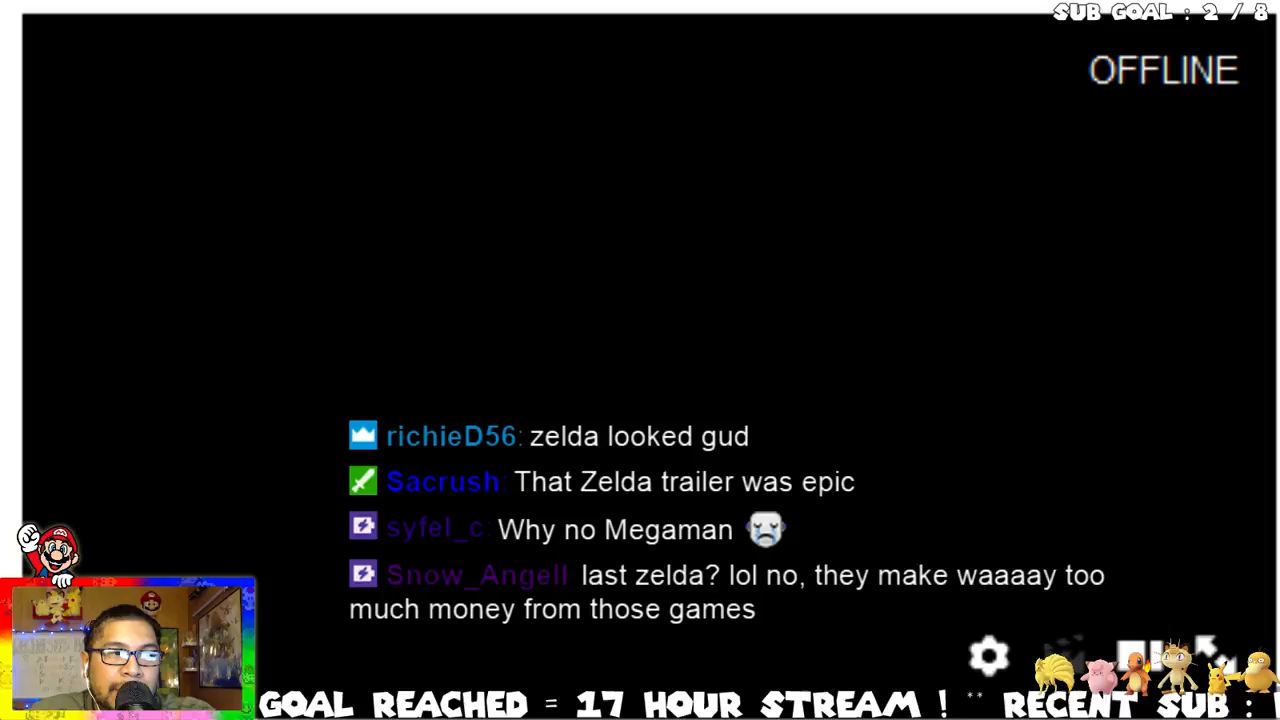 SUB GOAL : 2 / 8
OFFLINE
richieD56: zelda looked gud
Sacrush: That Zelda trailer was epic
syfel_c: Why no Megaman
Snow_Angell last zelda? lol no, they make waaaay too
much money from those games
GOAL REACHED = 17 HOUR STREAM ! ** RECENT SUB :